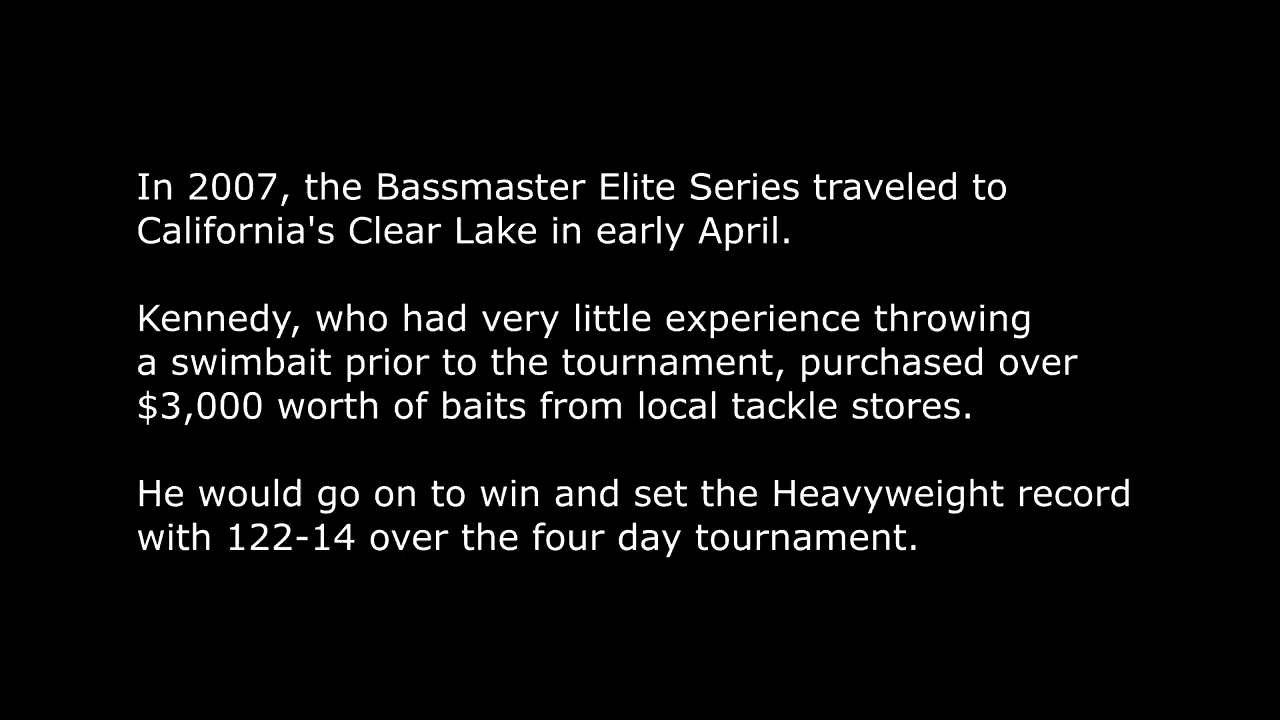 In 2007, the Bassmaster Elite Series traveled to
California's Clear Lake in early April.
Kennedy, who had very little experience throwing
a swimbait prior to the tournament, purchased over
$3,000 worth of baits from local tackle stores.
He would go on to win and set the Heavyweight record
with 122-14 over the four day tournament.